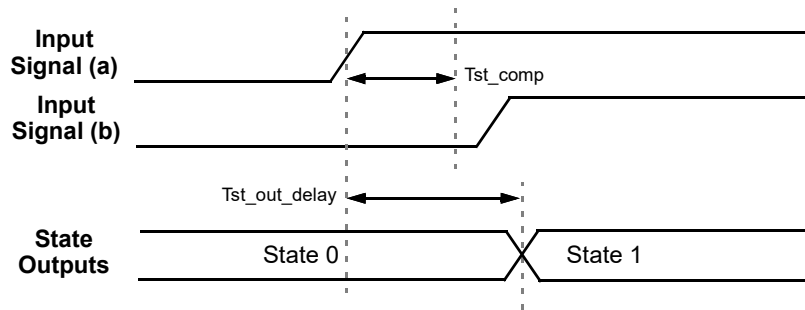 Input
Signal (a)
Tst_comp
Input
Signal (b)
Tst_out_delay
State
Outputs
State 0
State 1